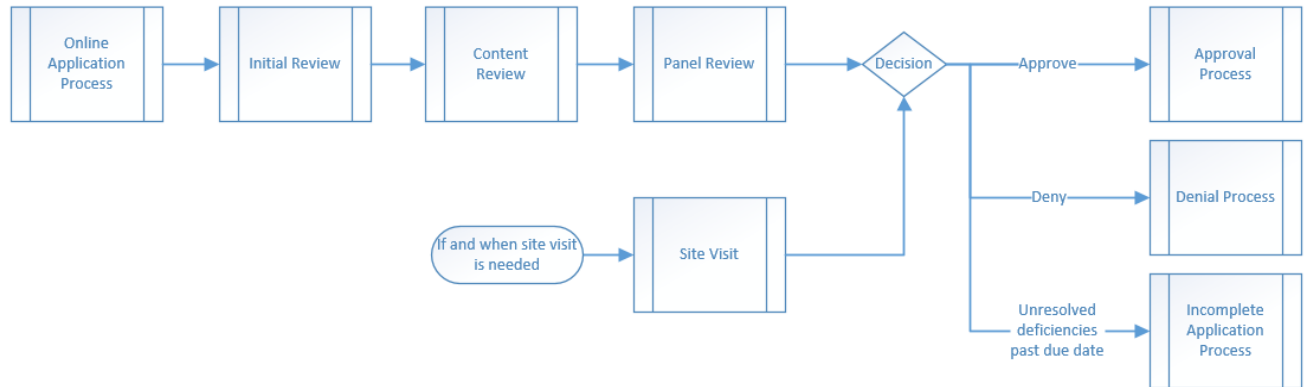 Online
Application
Process
Initial Review
Content
Review
Panel Review
Decision
Approve
Approval
Process
Deny
Denial Process
If and when site visit
is needed
Site Visit
Unresolved
deficiencies
past due date
Incomplete
Application
Process